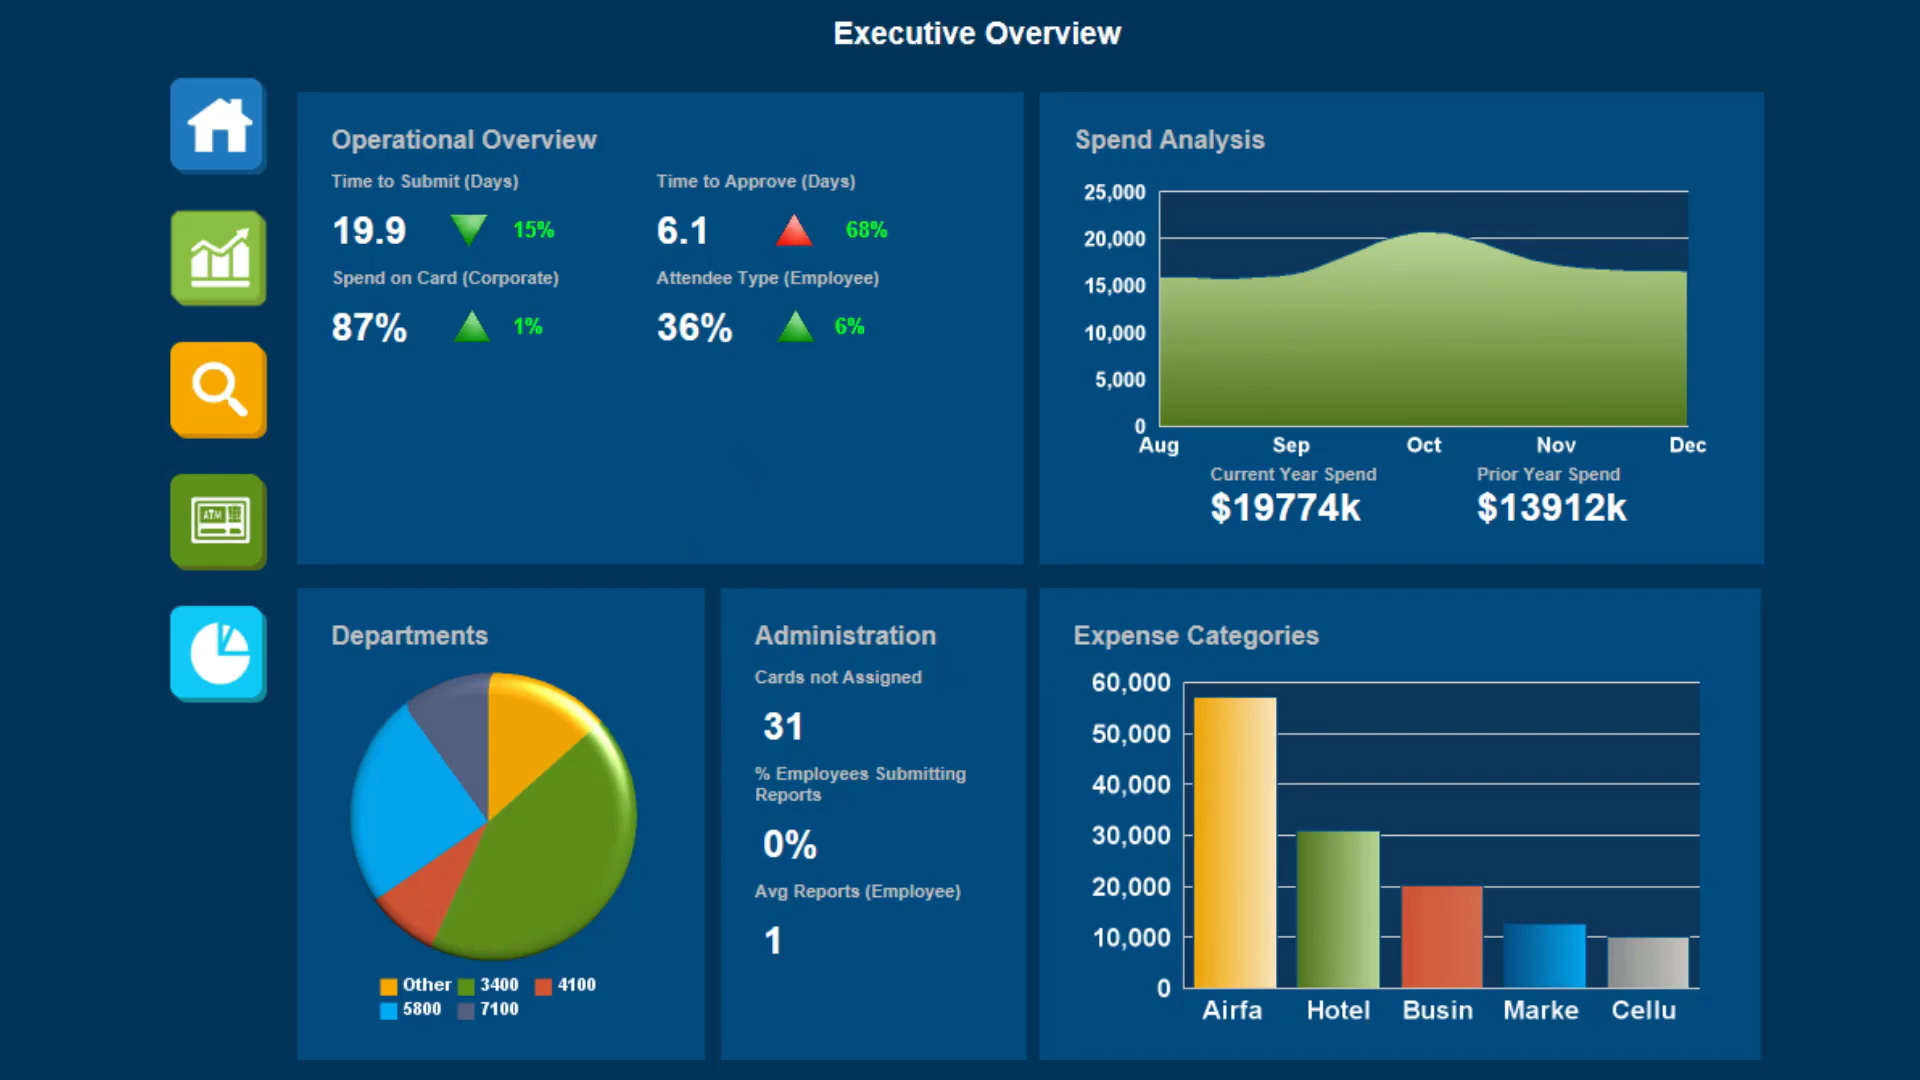 Executive Overview
Operational Overview
Time to Submit (Days)
Time to Approve (Days)
19.9
15%
6.1
68%
Spend on Card (Corporate)
Attendee Type (Employee)
87%
1%
36%
6%
Spend Analysis
25,000
20,000
15,000
10,000
5,000
0
Aug Sep Oct Nov Dec
Current Year Spend
Prior Year Spend
$19774k
$13912k
ATM
Departments
Other 3400 4100
5800 7100
Administration
Cards not Assigned
31
% Employees Submitting
Reports
0%
Avg Reports (Employee)
1
Expense Categories
60,000
50,000
40,000
30,000
20,000
10,000
0
Airfa Hotel Busin Marke Cellu